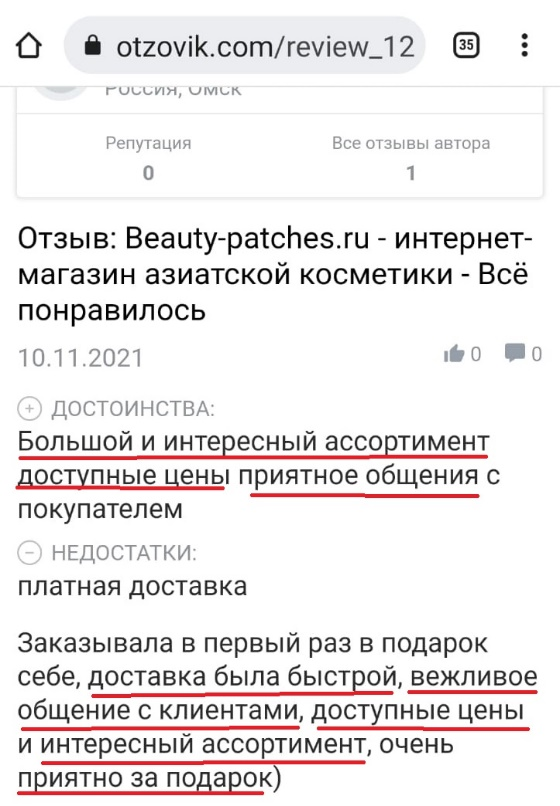 otzovik.com/review_12
35
Россия, Омск
Репутация
Все отзывы автора
0
1
Отзыв: Beauty-patches.ru - интернет-
магазин азиатской косметики - Всё
понравилось
10.11.2021
0
0
ДОСТОИНСТВА:
Большой и интересный ассортимент
доступные цены приятное общения с
покупателем
НЕДОСТАТКИ:
платная доставка
Заказывала в первый раз в подарок
себе, доставка была быстрой, вежливое
общение с клиентами, доступные цены
и интересный ассортимент, очень
приятно за подарок)